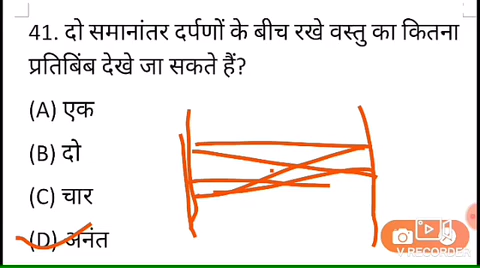 41. दो समानांतर दर्पणों के बीच रखे वस्तु का कितना
प्रतिबिंब देखे जा सकते हैं?
(A) एक
(B) दो
(C) चार
(D) अनंत
V RECORDER